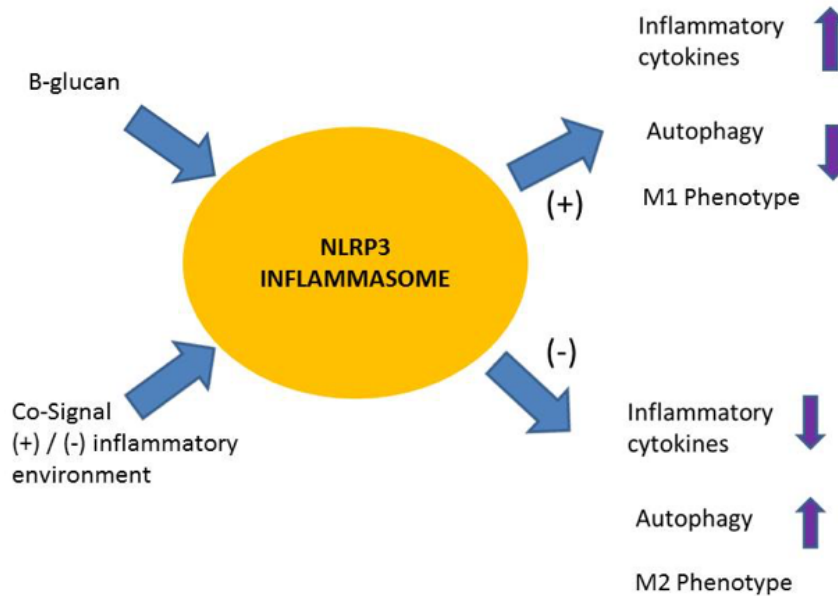 Inflammatory
cytokines
B-glucan
Autophagy
M1 Phenotype
(+)
NLRP3
INFLAMMASOME
(-)
Co-Signal
(+) / (-) inflammatory
environment
Inflammatory
cytokines
Autophagy
M2 Phenotype